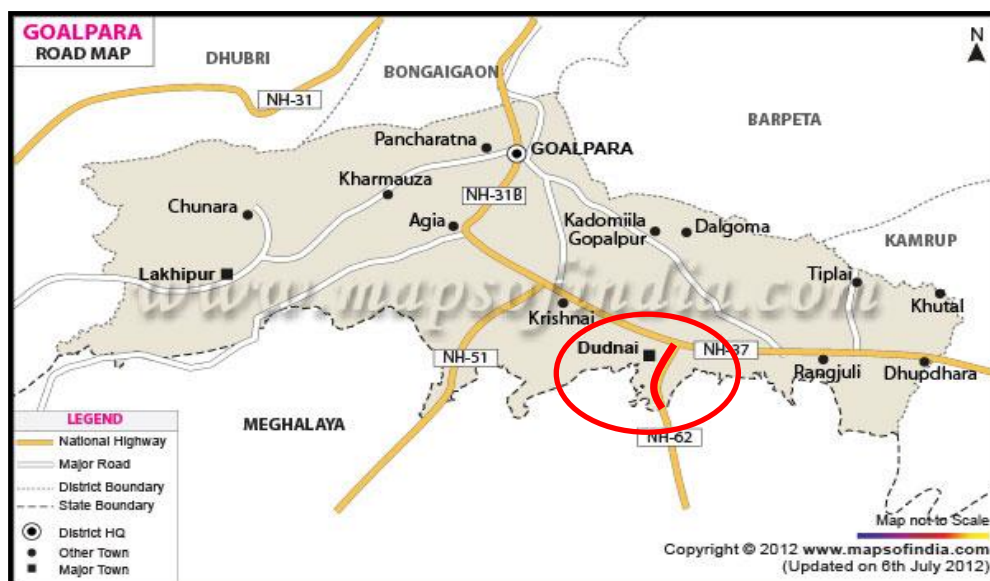 GOALPARA
ROAD MAP
N
DHUBRI
BONGAIGAON
NH-31
BARPETA
Pancharatna
GOALPARA
Kharmauza
NH-31B
Chunara
Agia
Kadomiila
Gopalpur
Dalgoma
KAMRUP
Lakhipur
Tiplai
www.mapsofindia.com
Khutal
Krishnai
Dudnai
NH-37
NH-51
Rangjuli
Dhupdhara
MEGHALAYA
NH-62
LEGEND
National Highway
Major Road
District Boundary
State Boundary
District HQ
Other Town
Major Town
Map not to Scale
Copyright © 2012 www.mapsofindia.com
(Updated on 6th July 2012)